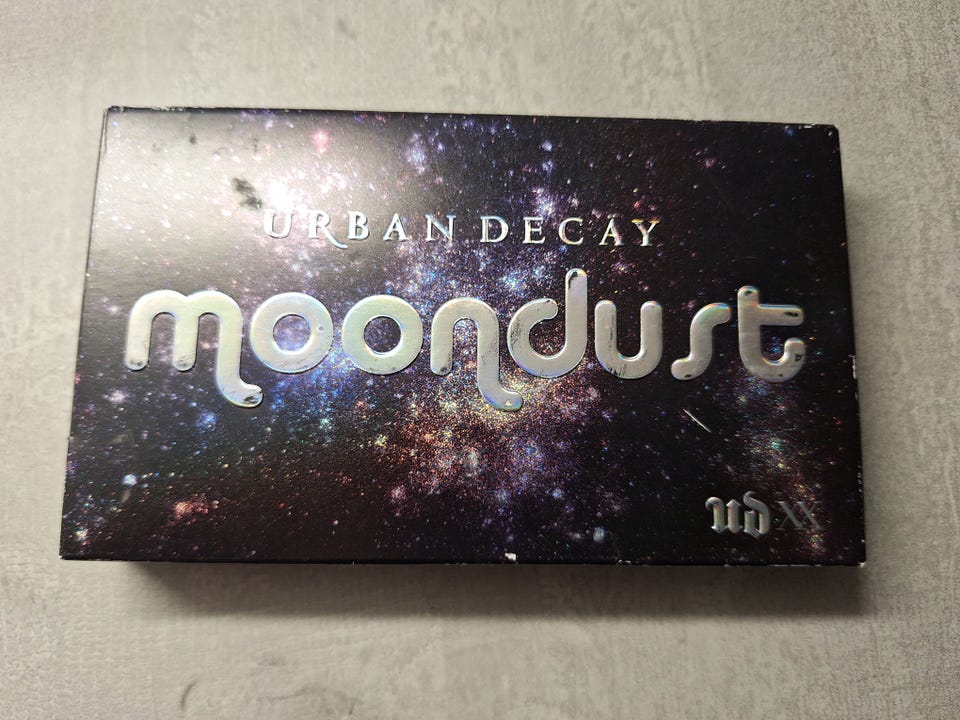 URBAN DECAY
moondust
UD XX